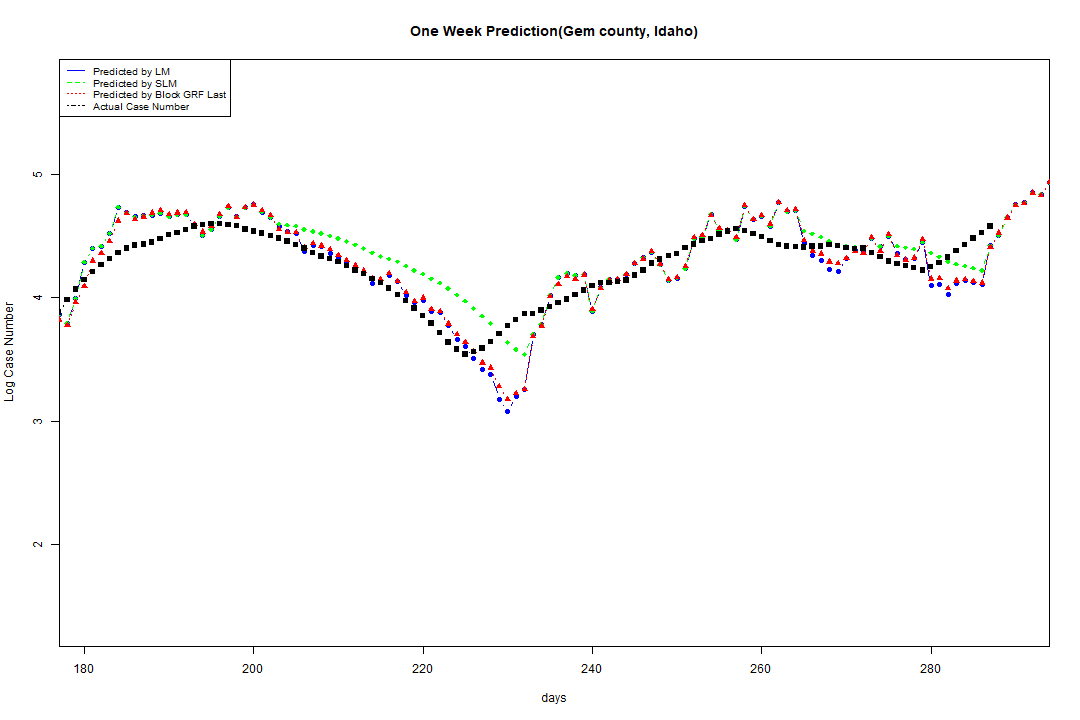 One Week Prediction(Gem county, Idaho)
Predicted by LM
Predicted by SLM
Predicted by Block GRF Last
Actual Case Number
5
4
3
2
Log Case Number
180 200 220 240 260 280
days